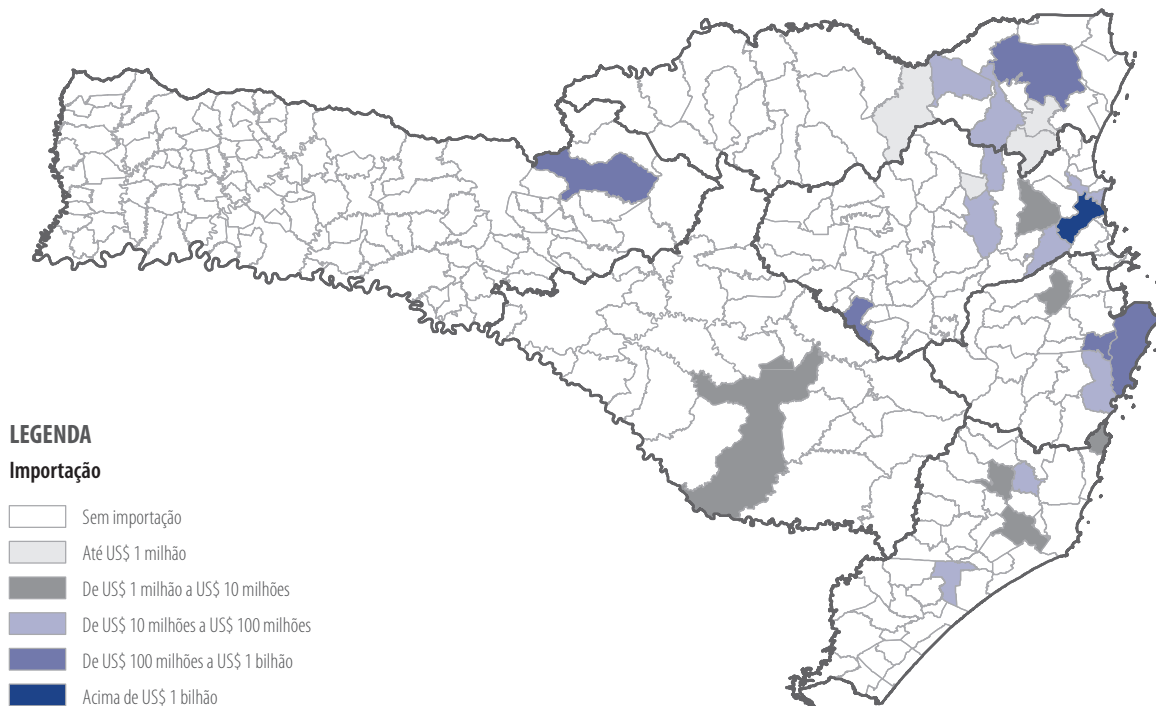 LEGENDA
Importação
Sem importação
Até US$ 1 milhão
De US$ 1 milhão a US$ 10 milhões
De US$ 10 milhões a US$ 100 milhões
De US$ 100 milhões a US$ 1 bilhão
Acima de US$ 1 bilhão